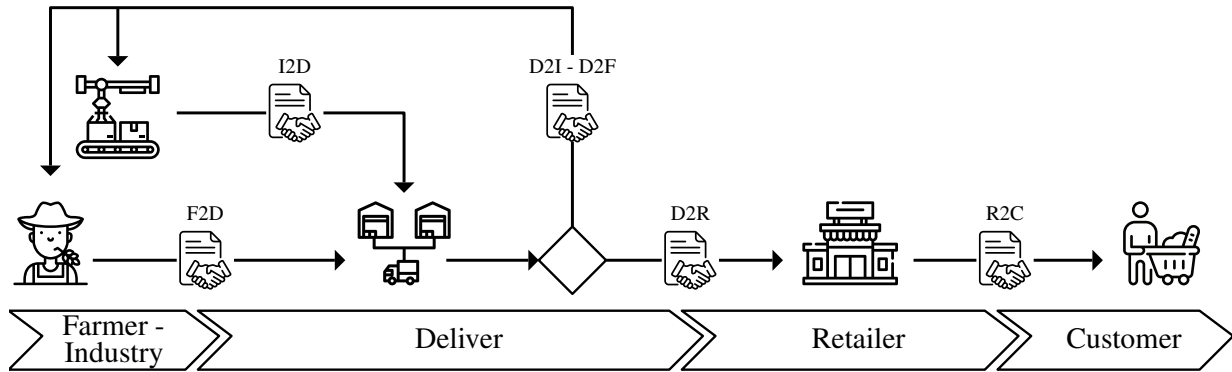 I2D
D2I - D2F
F2D
D2R
R2C
Farmer -
Industry
Deliver
Retailer
Customer